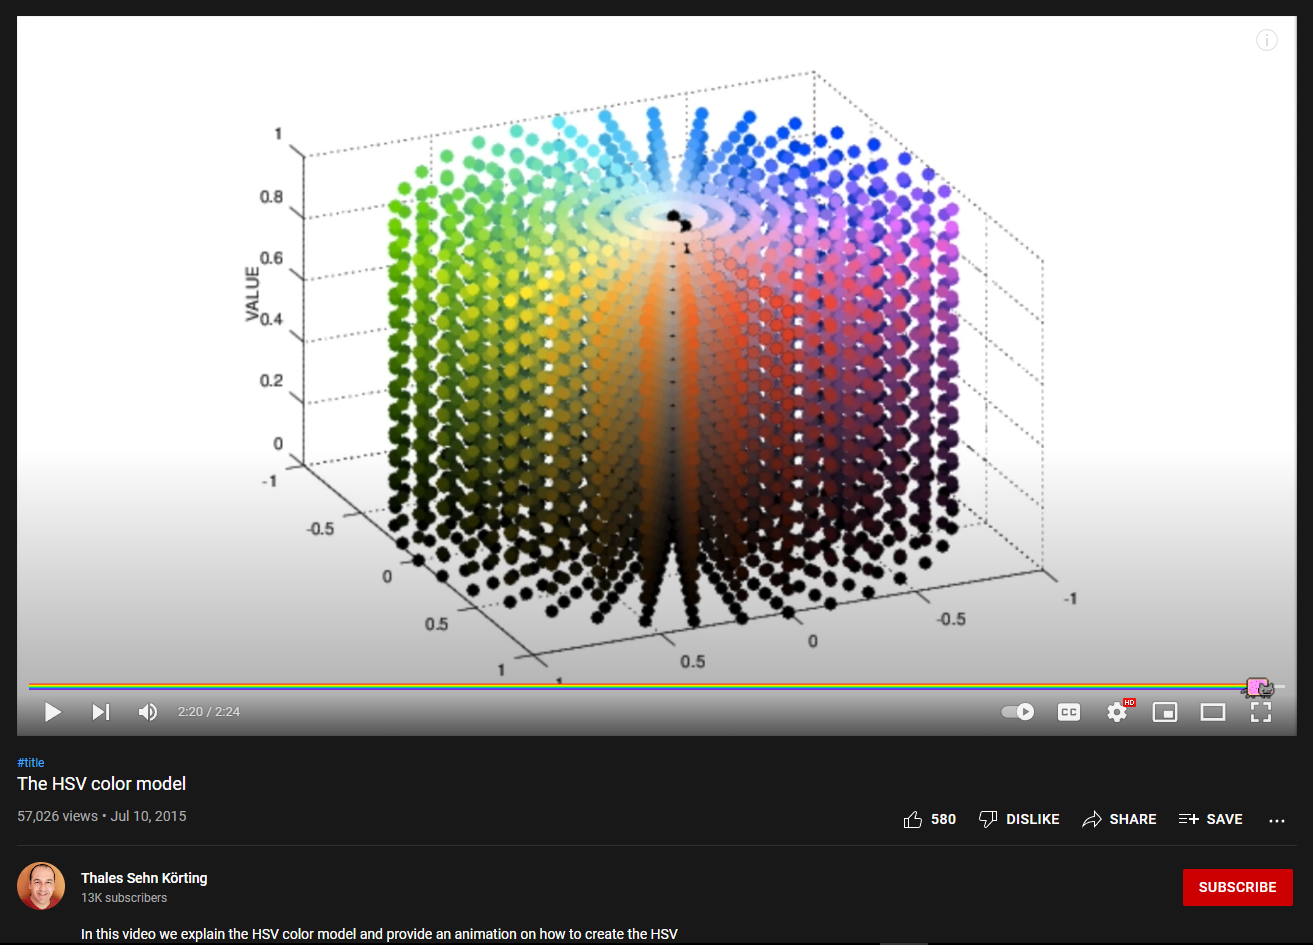 1
0.8
0.6
VALUE
0.4
0.2
0
-1
-0.5
0
0.5
1
1
0.5
0
-0.5
-1
2:20 / 2:24
CC
HD
#title
The HSV color model
57,026 views • Jul 10, 2015
580 DISLIKE SHARE SAVE ...
Thales Sehn Körting
13K subscribers
SUBSCRIBE
In this video we explain the HSV color model and provide an animation on how to create the HSV